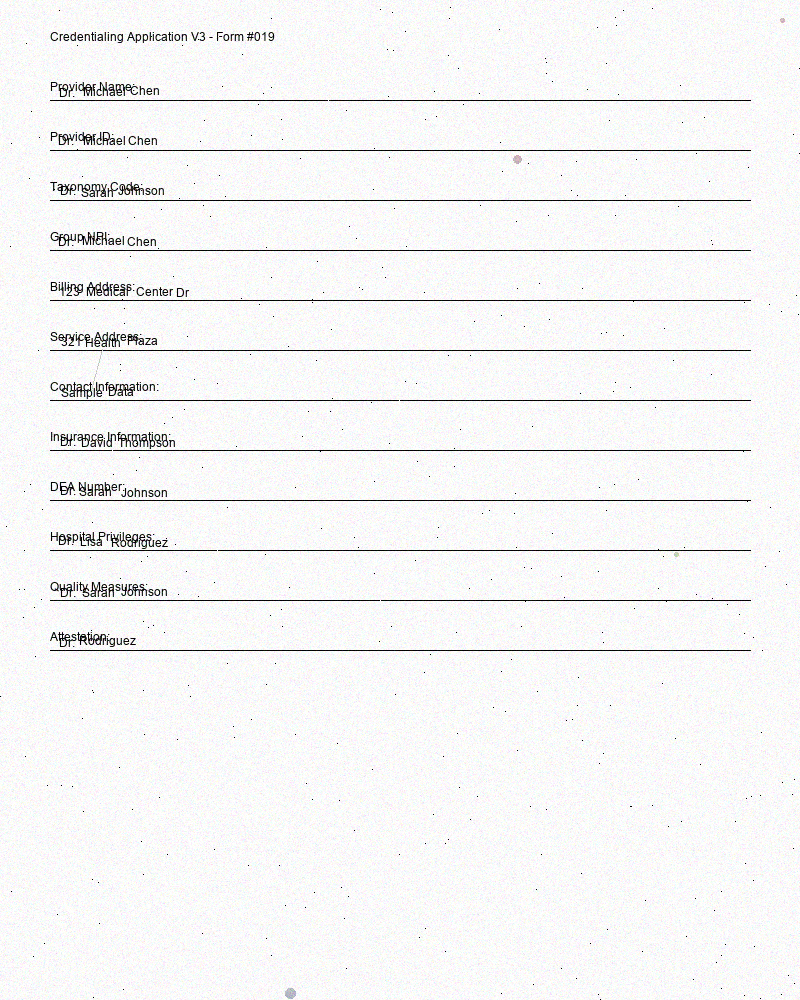 Credentialing Application V3 - Form #019
Provider Name:
Dr. Michael Chen
Provider ID:
Dr. Michael Chen
Taxonomy Code:
Dr. Sarah Johnson
Group NPI:
Dr. Michael Chen
Billing Address:
123 Medical Center Dr
Service Address:
321 Health Plaza
Contact Information:
Sample Data
Insurance Information:
Dr. David Thompson
DEA Number:
Dr. Sarah Johnson
Hospital Privileges:
Dr. Lisa Rodriguez
Quality Measures:
Dr. Sarah Johnson
Attestation:
Dr. Rodriguez